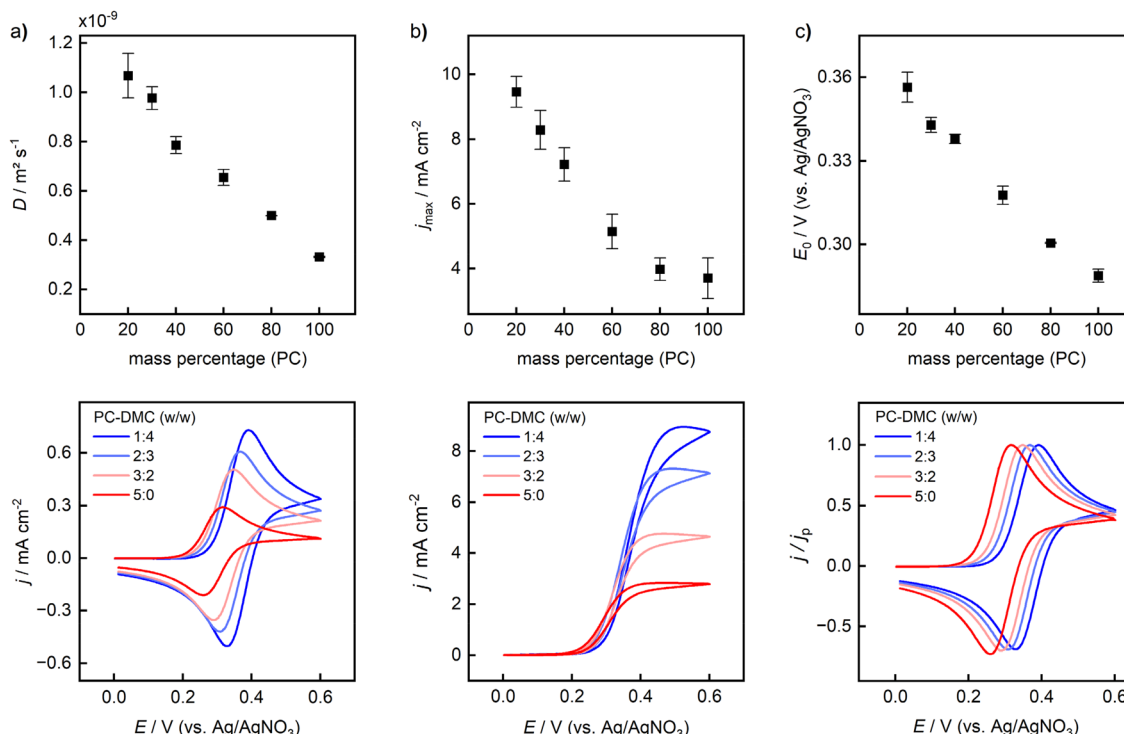 a)
x10⁻⁹
1.2
1.0
0.8
0.6
0.4
0.2
D / m² s⁻¹
0 20 40 60 80 100
mass percentage (PC)
b)
10
8
6
4
j_max / mA cm⁻²
0 20 40 60 80 100
mass percentage (PC)
c)
0.36
0.33
0.30
E₀ / V (vs. Ag/AgNO₃)
0 20 40 60 80 100
mass percentage (PC)
PC-DMC (w/w)
1:4
2:3
3:2
5:0
0.6
0.3
0.0
−0.3
−0.6
j / mA cm⁻²
0.0 0.2 0.4 0.6
E / V (vs. Ag/AgNO₃)
PC-DMC (w/w)
1:4
2:3
3:2
5:0
8
6
4
2
0
j / mA cm⁻²
0.0 0.2 0.4 0.6
E / V (vs. Ag/AgNO₃)
PC-DMC (w/w)
1:4
2:3
3:2
5:0
1.0
0.5
0.0
−0.5
j / j_p
0.0 0.2 0.4 0.6
E / V (vs. Ag/AgNO₃)